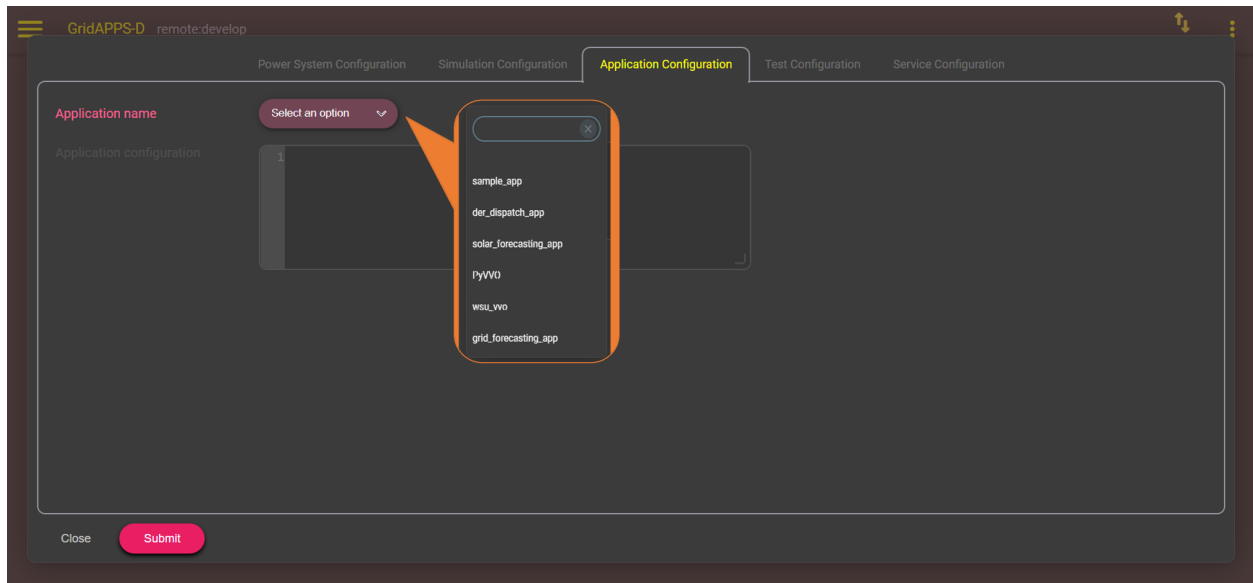 GridAPPS-D remote:develop
Power System Configuration Simulation Configuration Application Configuration Test Configuration Service Configuration
Application name Select an option
Application configuration 1
sample_app
der_dispatch_app
solar_forecasting_app
PyVVO
wsu_vvo
grid_forecasting_app
Close Submit